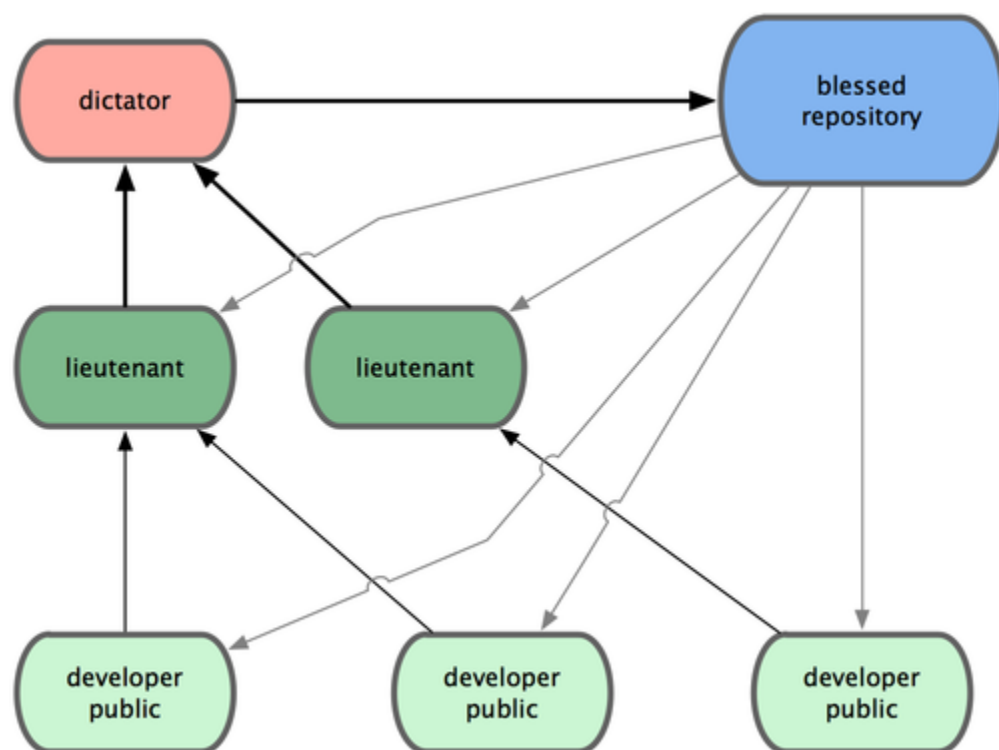 dictator
blessed
repository
lieutenant
lieutenant
developer
public
developer
public
developer
public